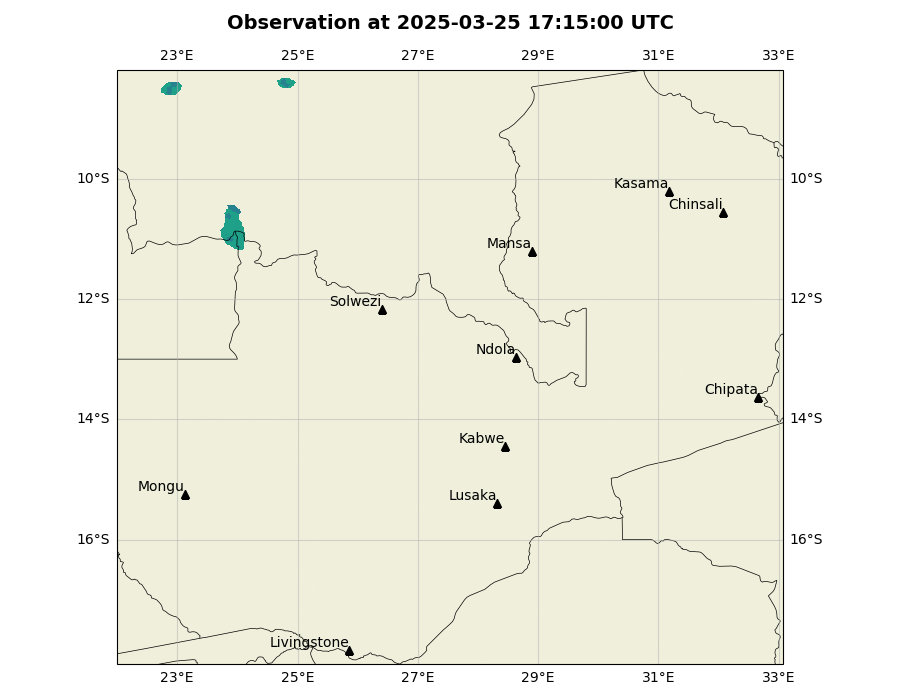 Observation at 2025-03-25 17:15:00 UTC
23°E 25°E 27°E 29°E 31°E 33°E
10°S 10°S
Kasama
Chinsali
Mansa
12°S 12°S
Solwezi
Ndola
Chipata
14°S 14°S
Kabwe
Mongu
Lusaka
16°S 16°S
Livingstone
23°E 25°E 27°E 29°E 31°E 33°E